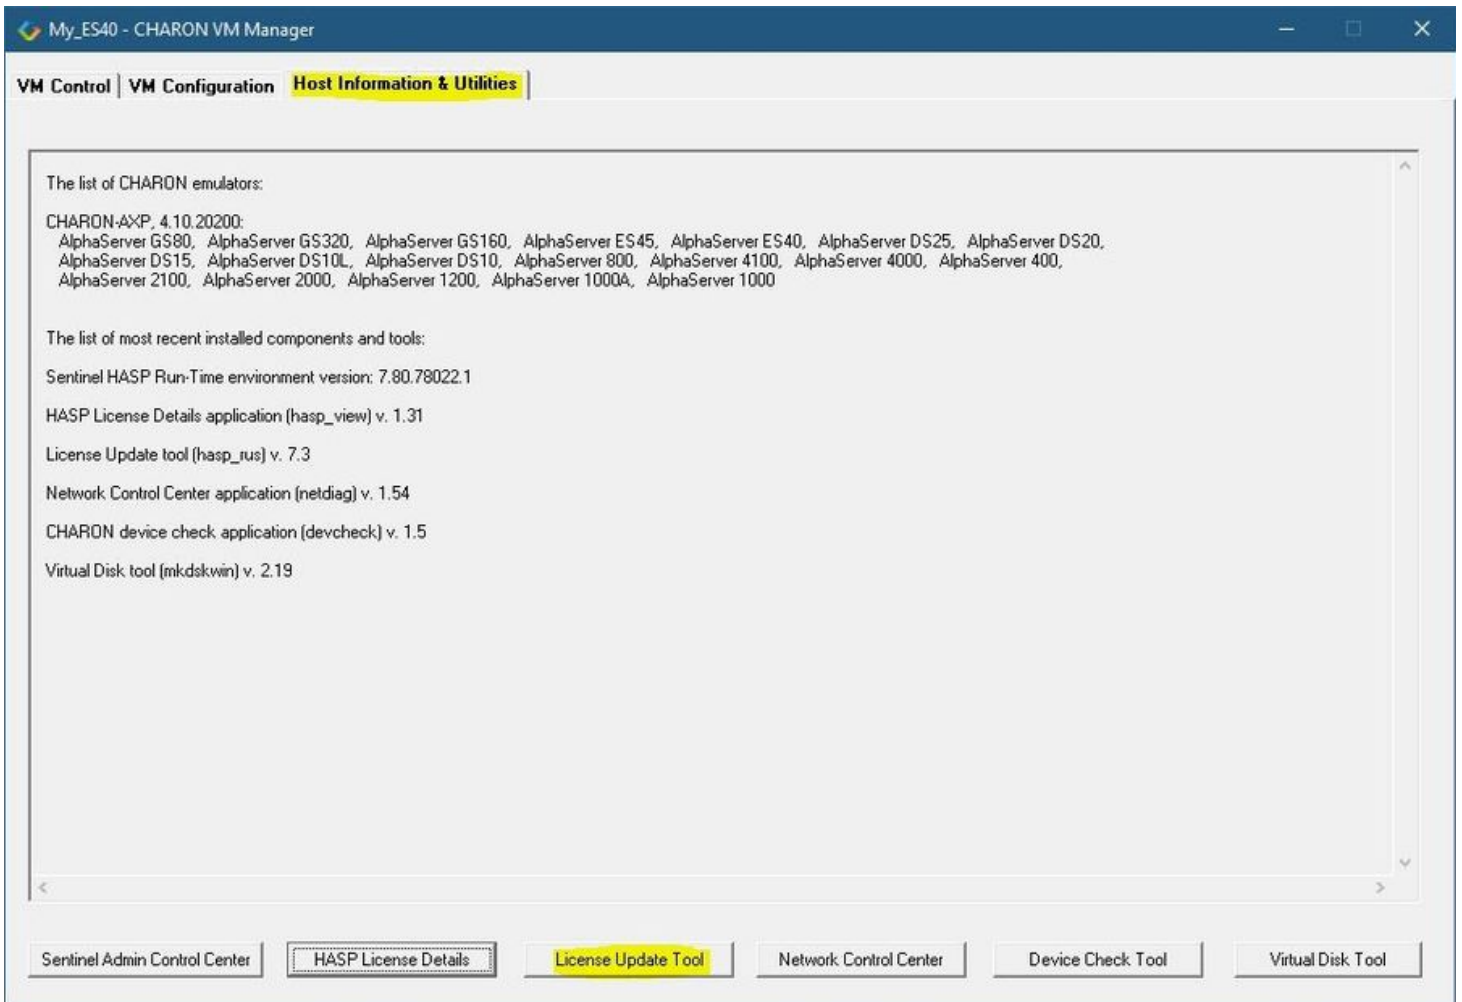 My_ES40 - CHARON VM Manager
VM Control VM Configuration Host Information & Utilities
The list of CHARON emulators:
CHARON-AXP, 4.10.20200:
AlphaServer GS80, AlphaServer GS320, AlphaServer GS160, AlphaServer ES45, AlphaServer ES40, AlphaServer DS25, AlphaServer DS20,
AlphaServer DS15, AlphaServer DS10L, AlphaServer DS10, AlphaServer 800, AlphaServer 4100, AlphaServer 4000, AlphaServer 400,
AlphaServer 2100, AlphaServer 2000, AlphaServer 1200, AlphaServer 1000A, AlphaServer 1000
The list of most recent installed components and tools:
Sentinel HASP Run-Time environment version: 7.80.78022.1
HASP License Details application (hasp_view) v. 1.31
License Update tool (hasp_rus) v. 7.3
Network Control Center application (netdiag) v. 1.54
CHARON device check application (devcheck) v. 1.5
Virtual Disk tool (mkdskwin) v. 2.19
Sentinel Admin Control Center HASP License Details License Update Tool Network Control Center Device Check Tool Virtual Disk Tool